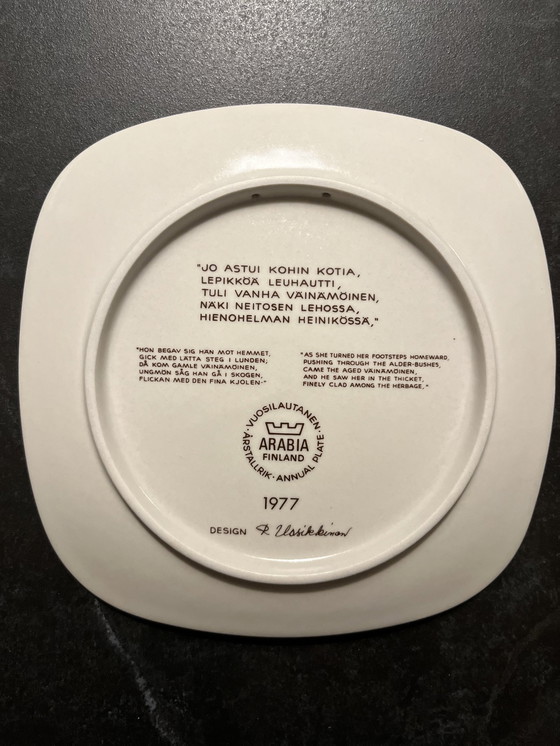 "JO ASTUI KOHIN KOTIA,
LEPIKKÖÄ LEUHAUTTI,
TULI VANHA VÄINÄMÖINEN,
NÄKI NEITOSEN LEHOSSA,
HIENOHELMAN HEINIKÖSSÄ,"
"HON BEGAV SIG HÄN MOT HEMMET,
GICK MED LÄTTA STEG I LUNDEN;
DÅ KOM GAMLE VÄINÄMÖINEN,
UNGMÖN SÅG HAN GÅ I SKOGEN,
FLICKAN MED DEN FINA KJOLEN-"
"AS SHE TURNED HER FOOTSTEPS HOMEWARD,
PUSHING THROUGH THE ALDER-BUSHES,
CAME THE AGED VÄINÄMÖINEN,
AND HE SAW HER IN THE THICKET,
FINELY CLAD AMONG THE HERBAGE,"
·VUOSILAUTANEN·
ARABIA
FINLAND
ÅRSTALLRIK·ANNUAL PLATE·
1977
DESIGN R. Uosikkinen